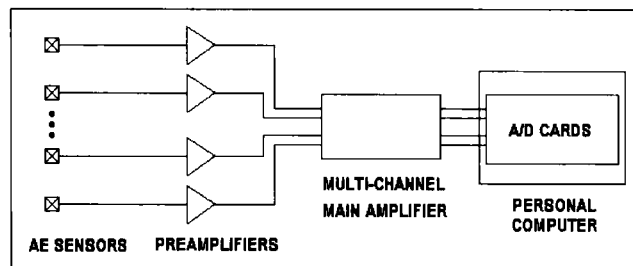 A/D CARDS
MULTI-CHANNEL
MAIN AMPLIFIER
PERSONAL
COMPUTER
AE SENSORS
PREAMPLIFIERS